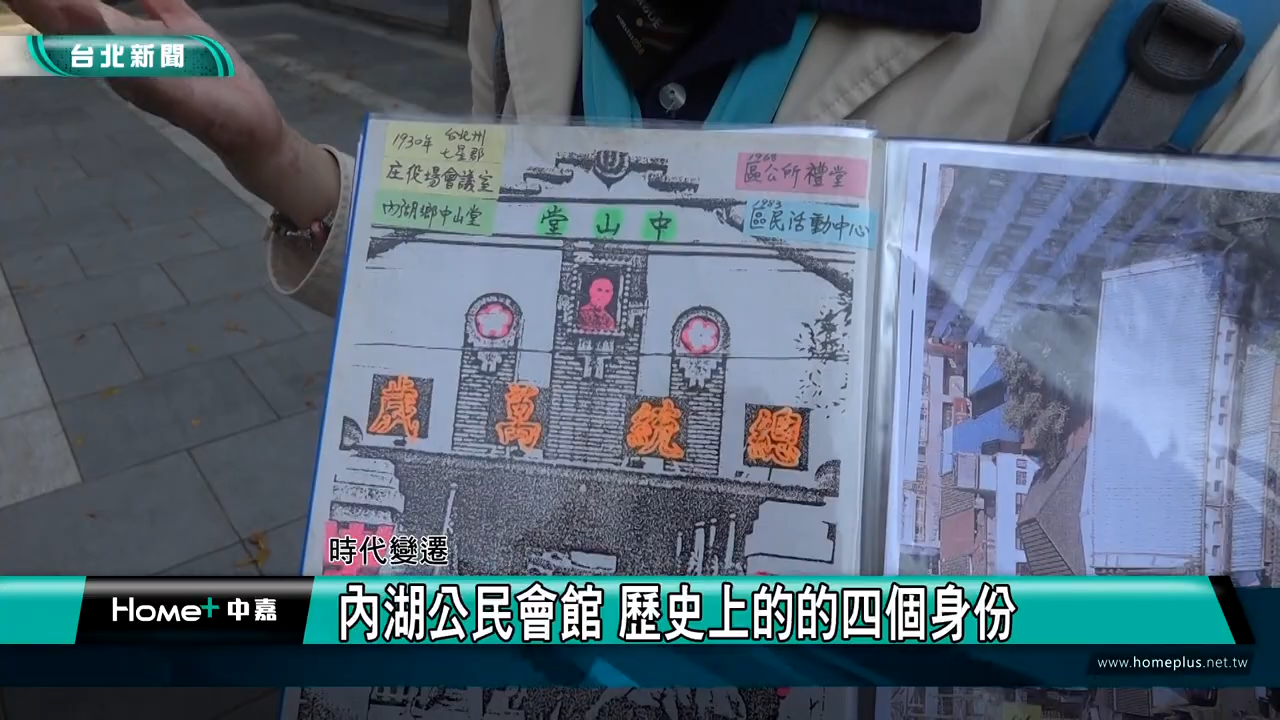 台北新聞
1930年 台北州
七星郡
庄役場會議室
內湖鄉中山堂
1968
區公所禮堂
1983
區民活動中心
堂山中
歲萬統總
時代變遷
Home+中嘉
內湖公民會館 歷史上的的四個身份
www.homeplus.net.tw